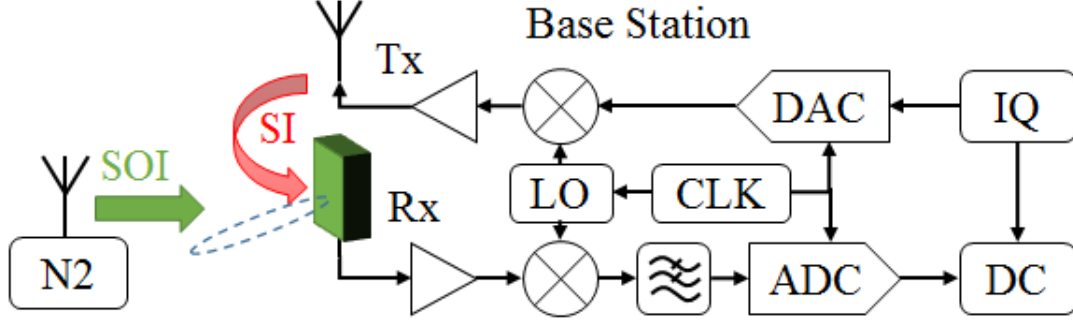 Base Station
Tx
DAC
IQ
SI
SOI
LO
CLK
Rx
N2
ADC
DC